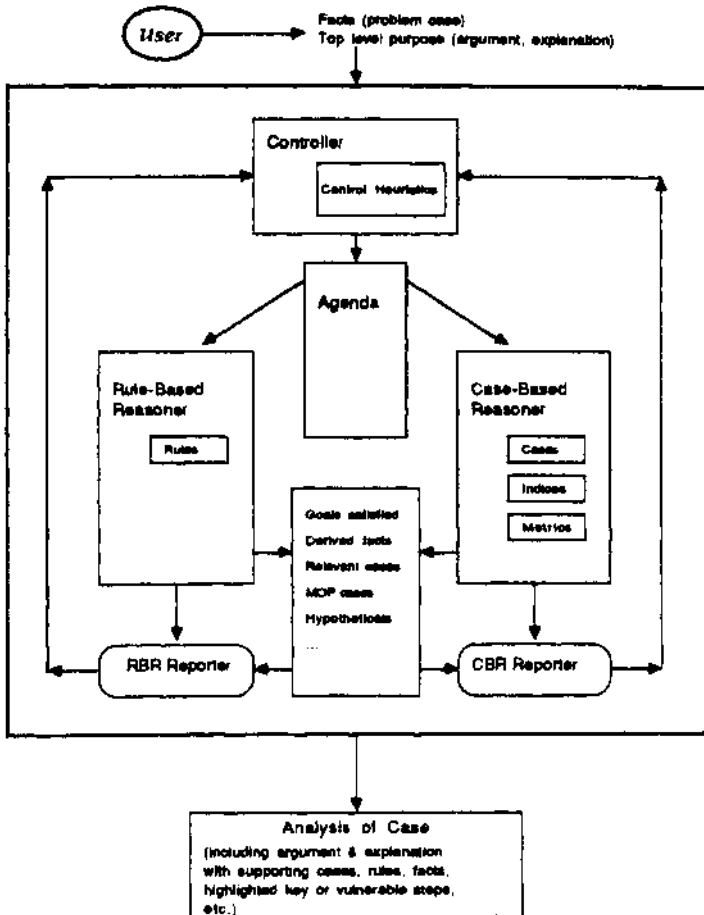 User
Facts (problem case)
Top level purpose (argument, explanation)
Controller
Control Heuristics
Agenda
Rule-Based
Reasoner
Rules
Case-Based
Reasoner
Cases
Indices
Metrics
Goals satisfied
Derived facts
Relevant cases
MOP cases
Hypotheticals
...
RBR Reporter
CBR Reporter
Analysis of Case
(including argument & explanation
with supporting cases, rules, facts,
highlighted key or vulnerable steps,
etc.)